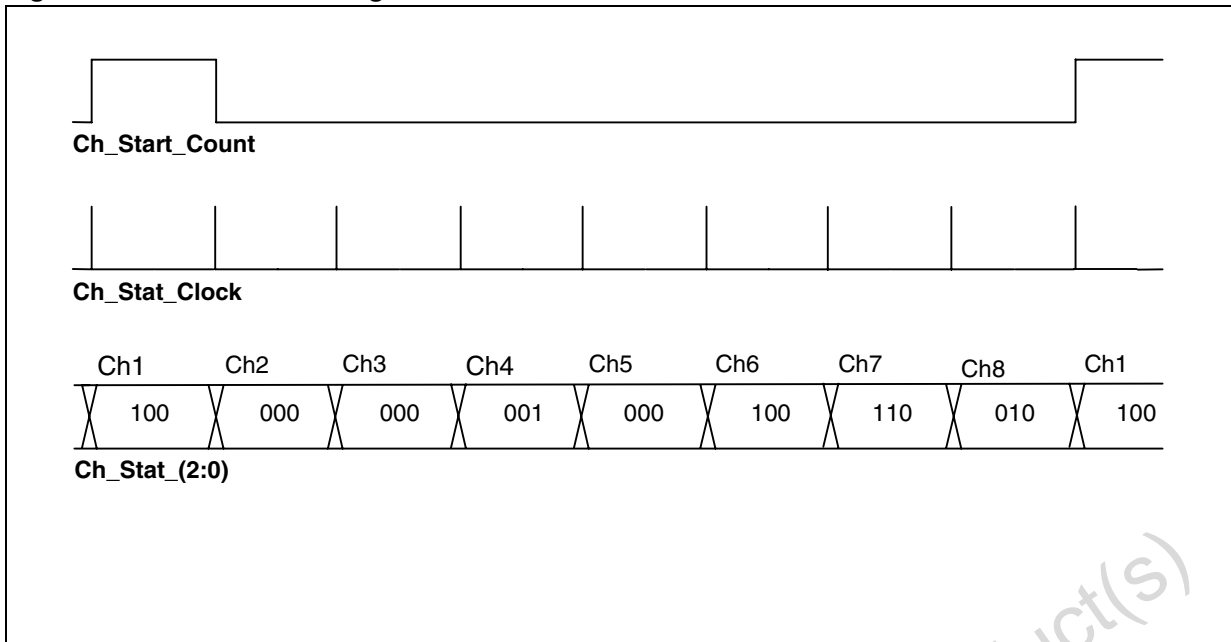 Ch_Start_Count
Ch_Stat_Clock
Ch1 Ch2 Ch3 Ch4 Ch5 Ch6 Ch7 Ch8 Ch1
100 000 000 001 000 100 110 010 100
Ch_Stat_(2:0)